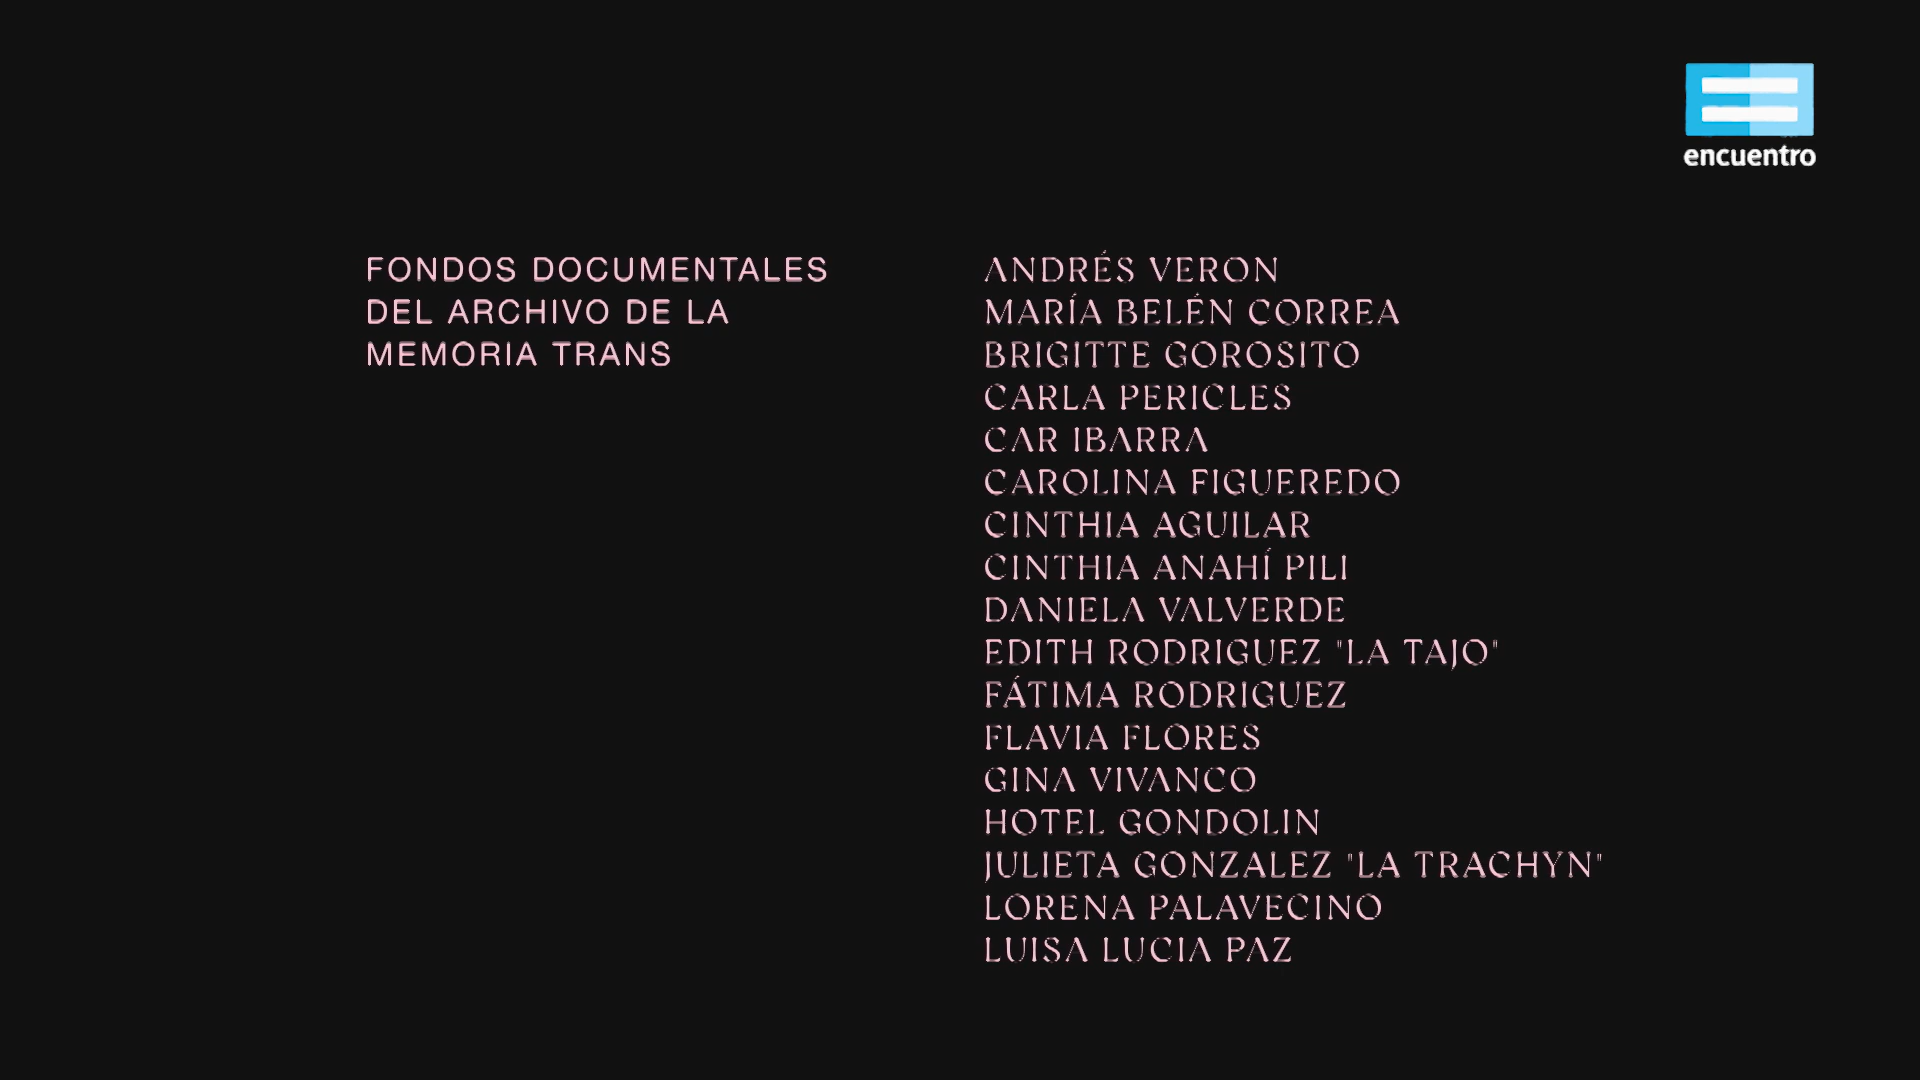 encuentro
FONDOS DOCUMENTALES
DEL ARCHIVO DE LA
MEMORIA TRANS
ANDRÉS VERON
MARÍA BELÉN CORREA
BRIGITTE GOROSITO
CARLA PERICLES
CAR IBARRA
CAROLINA FIGUEREDO
CINTHIA AGUILAR
CINTHIA ANAHÍ PILI
DANIELA VALVERDE
EDITH RODRIGUEZ "LA TAJO"
FÁTIMA RODRIGUEZ
FLAVIA FLORES
GINA VIVANCO
HOTEL GONDOLIN
JULIETA GONZALEZ "LA TRACHYN"
LORENA PALAVECINO
LUISA LUCIA PAZ